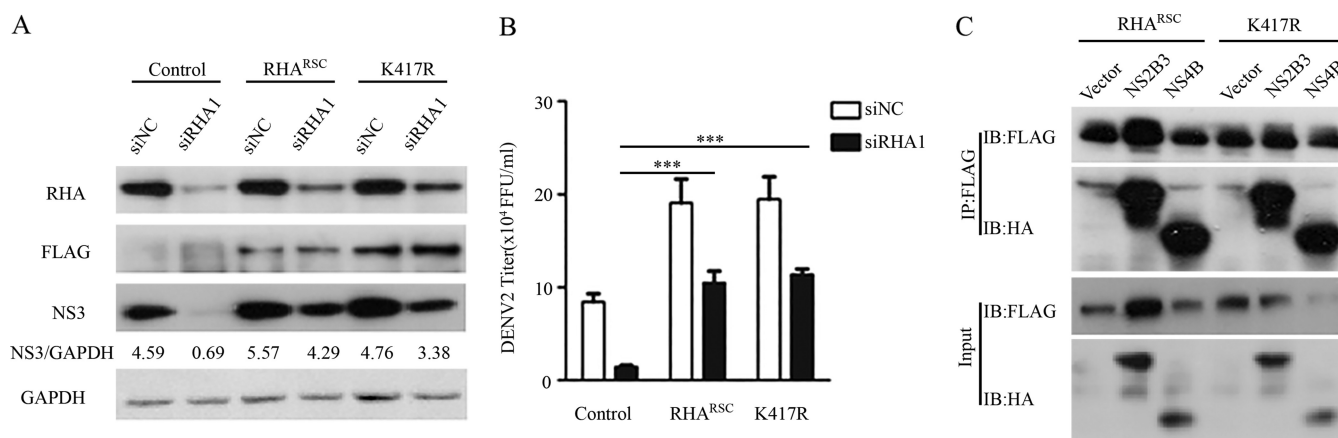 A
Control RHA^RSC K417R
siNC siRHA1 siNC siRHA1 siNC siRHA1
RHA
FLAG
NS3
NS3/GAPDH 4.59 0.69 5.57 4.29 4.76 3.38
GAPDH
B
DENV2 Titer(x10⁴ FFU/ml)
30
20
10
0
*** 
***
siNC
siRHA1
Control RHA^RSC K417R
C
RHA^RSC K417R
Vector NS2B3 NS4B Vector NS2B3 NS4B
IP:FLAG
IB:FLAG
IB:HA
Input
IB:FLAG
IB:HA